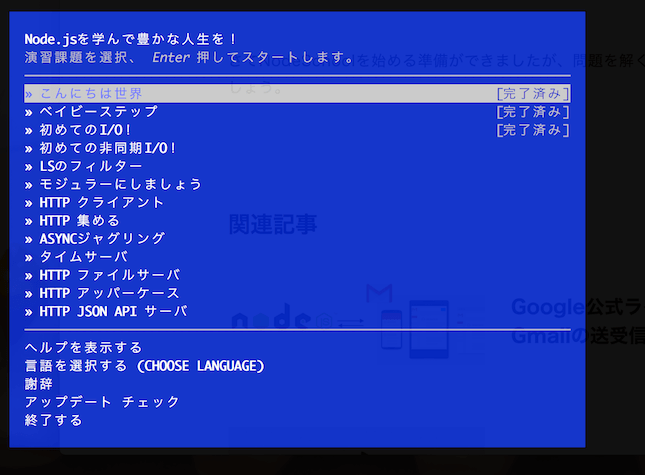 Node.jsを学んで豊かな人生を！
演習課題を選択、 Enter 押してスタートします。
» こんにちは世界 [完了済み]
» ベイビーステップ [完了済み]
» 初めてのI/O! [完了済み]
» 初めての非同期I/O!
» LSのフィルター
» モジュラーにしましょう
» HTTP クライアント
» HTTP 集める
» ASYNCジャグリング
» タイムサーバ
» HTTP ファイルサーバ
» HTTP アッパーケース
» HTTP JSON API サーバ
ヘルプを表示する
言語を選択する (CHOOSE LANGUAGE)
謝辞
アップデート チェック
終了する
を始める準備ができましたが、問題を解く
しょう。
関連記事
node
Google公式ラ
Gmailの送受信